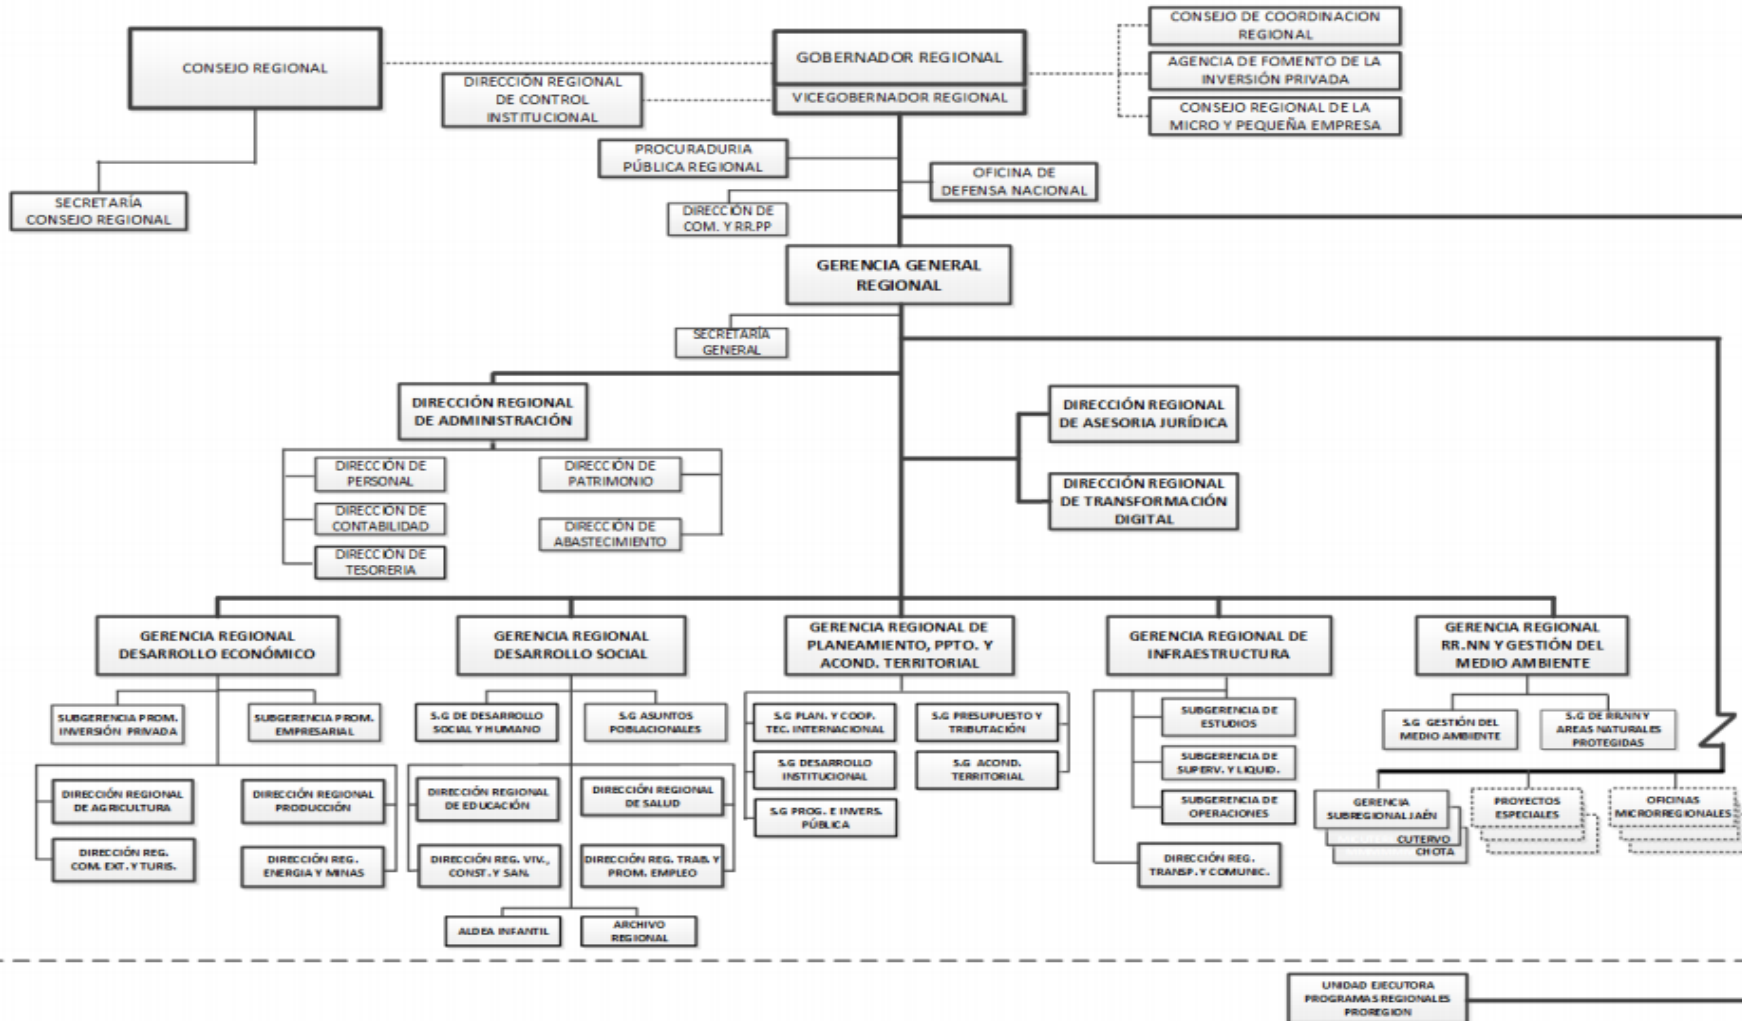 CONSEJO DE COORDINACION
REGIONAL
CONSEJO REGIONAL
GOBERNADOR REGIONAL
AGENCIA DE FOMENTO DE LA
INVERSIÓN PRIVADA
DIRECCIÓN REGIONAL
DE CONTROL
INSTITUCIONAL
VICEGOBERNADOR REGIONAL
CONSEJO REGIONAL DE LA
MICRO Y PEQUEÑA EMPRESA
PROCURADURIA
PÚBLICA REGIONAL
OFICINA DE
DEFENSA NACIONAL
SECRETARÍA
CONSEJO REGIONAL
DIRECCIÓN DE
COM. Y RR.PP
GERENCIA GENERAL
REGIONAL
SECRETARÍA
GENERAL
DIRECCIÓN REGIONAL
DE ADMINISTRACIÓN
DIRECCIÓN REGIONAL
DE ASESORIA JURÍDICA
DIRECCIÓN DE
PERSONAL
DIRECCIÓN DE
PATRIMONIO
DIRECCIÓN REGIONAL
DE TRANSFORMACIÓN
DIGITAL
DIRECCIÓN DE
CONTABILIDAD
DIRECCIÓN DE
ABASTECIMIENTO
DIRECCIÓN DE
TESORERIA
GERENCIA REGIONAL
DESARROLLO ECONÓMICO
GERENCIA REGIONAL
DESARROLLO SOCIAL
GERENCIA REGIONAL DE
PLANEAMIENTO, PPTO. Y
ACOND. TERRITORIAL
GERENCIA REGIONAL DE
INFRAESTRUCTURA
GERENCIA REGIONAL
RR.NN Y GESTIÓN DEL
MEDIO AMBIENTE
SUBGERENCIA PROM.
INVERSIÓN PRIVADA
SUBGERENCIA PROM.
EMPRESARIAL
S.G DE DESARROLLO
SOCIAL Y HUMANO
S.G ASUNTOS
POBLACIONALES
S.G PLAN. Y COOP.
TEC. INTERNACIONAL
S.G PRESUPUESTO Y
TRIBUTACIÓN
SUBGERENCIA DE
ESTUDIOS
S.G GESTIÓN DEL
MEDIO AMBIENTE
S.G DE RR.NN Y
AREAS NATURALES
PROTEGIDAS
S.G DESARROLLO
INSTITUCIONAL
S.G ACOND.
TERRITORIAL
SUBGERENCIA DE
SUPERV. Y LIQUID.
DIRECCIÓN REGIONAL
DE AGRICULTURA
DIRECCIÓN REGIONAL
PRODUCCIÓN
DIRECCIÓN REGIONAL
DE EDUCACIÓN
DIRECCIÓN REGIONAL
DE SALUD
S.G PROG. E INVERS.
PÚBLICA
SUBGERENCIA DE
OPERACIONES
GERENCIA
SUBREGIONAL JAÉN
CUTERVO
CHOTA
PROYECTOS
ESPECIALES
OFICINAS
MICRORREGIONALES
DIRECCIÓN REG.
COM. EXT. Y TURIS.
DIRECCIÓN REG.
ENERGIA Y MINAS
DIRECCIÓN REG. VIV.,
CONST. Y SAN.
DIRECCIÓN REG. TRAB. Y
PROM. EMPLEO
DIRECCIÓN REG.
TRANSP. Y COMUNIC.
ALDEA INFANTIL
ARCHIVO
REGIONAL
UNIDAD EJECUTORA
PROGRAMAS REGIONALES
PROREGION